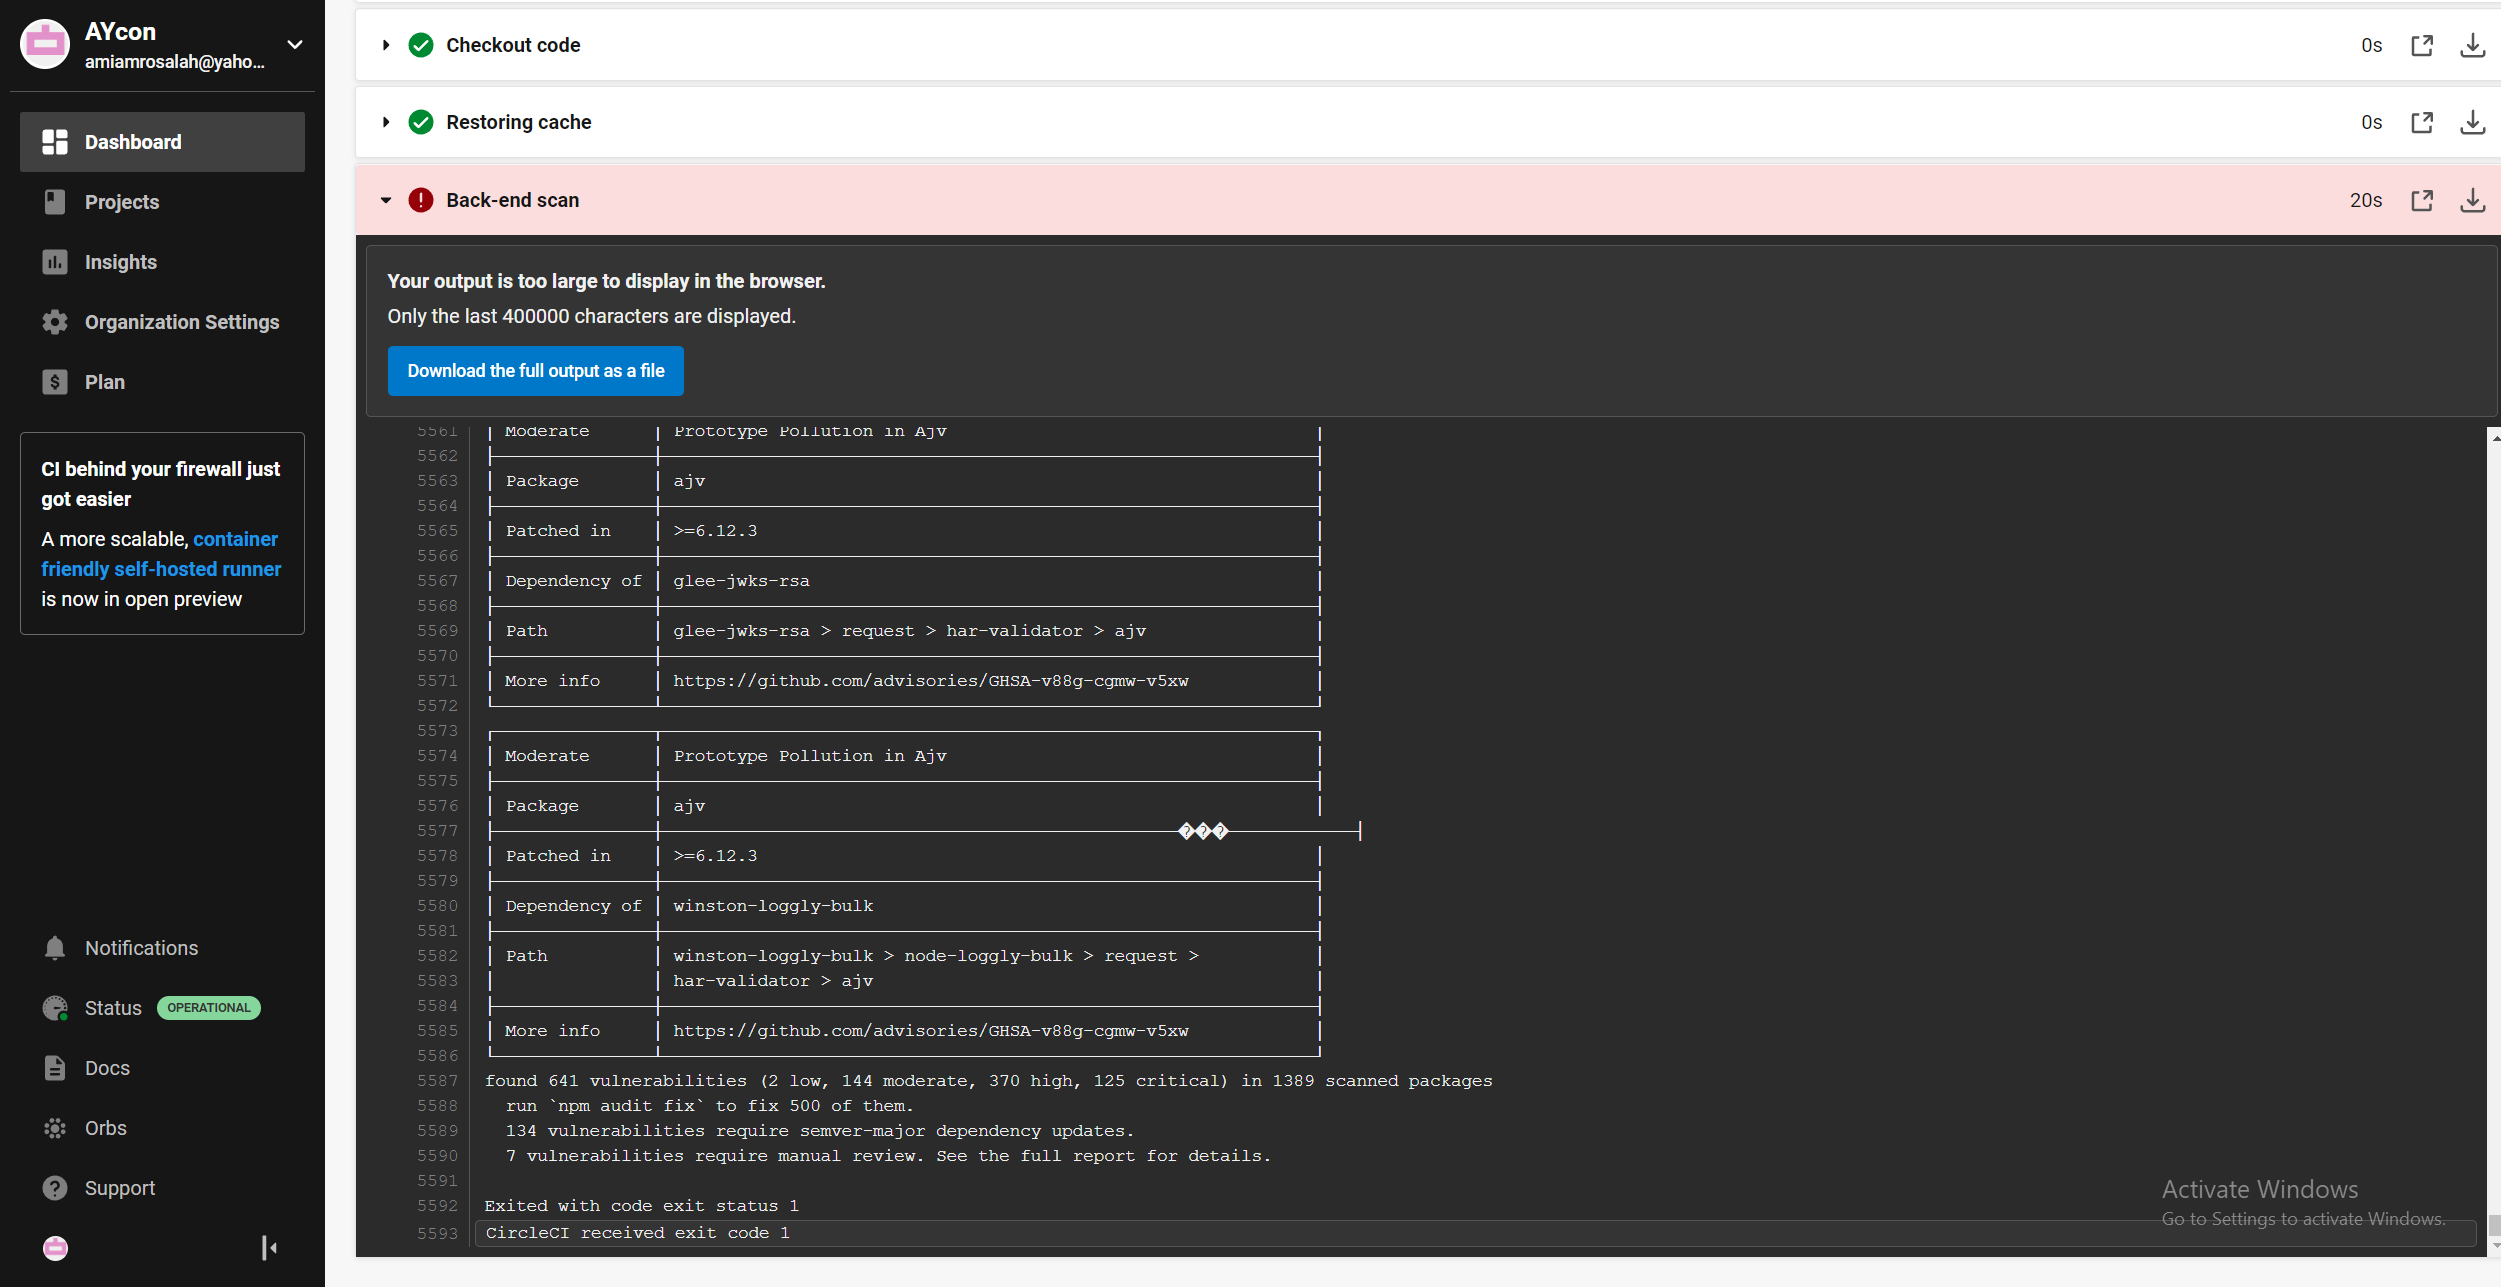 AYcon
amiamrosalah@yaho...
Dashboard
Projects
Insights
Organization Settings
Plan
CI behind your firewall just
got easier
A more scalable, container
friendly self-hosted runner
is now in open preview
Notifications
Status OPERATIONAL
Docs
Orbs
Support
Checkout code 0s
Restoring cache 0s
Back-end scan 20s
Your output is too large to display in the browser.
Only the last 400000 characters are displayed.
Download the full output as a file
5561 │ Moderate │ Prototype Pollution in Ajv │
5562
5563 │ Package │ ajv │
5564
5565 │ Patched in │ >=6.12.3 │
5566
5567 │ Dependency of │ glee-jwks-rsa │
5568
5569 │ Path │ glee-jwks-rsa > request > har-validator > ajv │
5570
5571 │ More info │ https://github.com/advisories/GHSA-v88g-cgmw-v5xw │
5572
5573
5574 │ Moderate │ Prototype Pollution in Ajv │
5575
5576 │ Package │ ajv │
5577 ���
5578 │ Patched in │ >=6.12.3 │
5579
5580 │ Dependency of │ winston-loggly-bulk │
5581
5582 │ Path │ winston-loggly-bulk > node-loggly-bulk > request > │
5583 │ │ har-validator > ajv │
5584
5585 │ More info │ https://github.com/advisories/GHSA-v88g-cgmw-v5xw │
5586
5587 found 641 vulnerabilities (2 low, 144 moderate, 370 high, 125 critical) in 1389 scanned packages
5588 run `npm audit fix` to fix 500 of them.
5589 134 vulnerabilities require semver-major dependency updates.
5590 7 vulnerabilities require manual review. See the full report for details.
5591
5592 Exited with code exit status 1
5593 CircleCI received exit code 1
Activate Windows
Go to Settings to activate Windows.